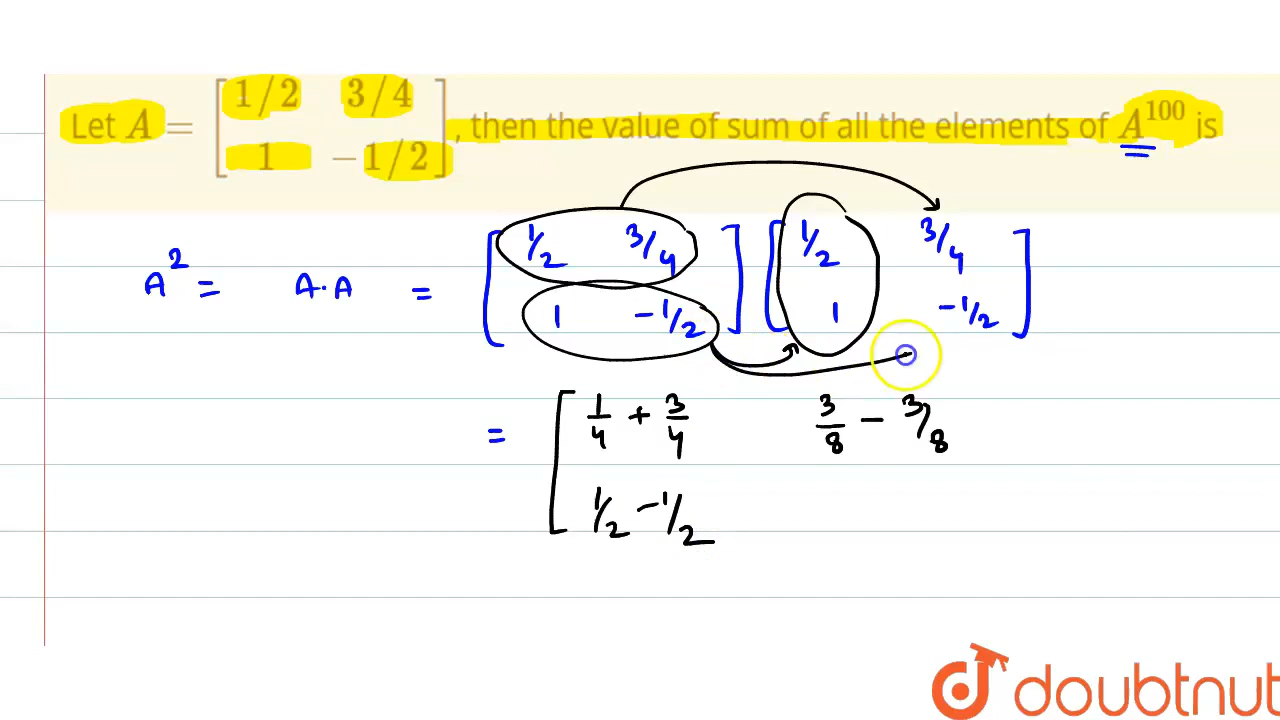 Let A = [1/2 3/4
1 −1/2], then the value of sum of all the elements of A^100 is
A² = A.A = [1/2 3/4] [1/2 3/4]
1 −1/2 1 −1/2
= [1/4 + 3/4 3/8 − 3/8
1/2 − 1/2
doubtnut